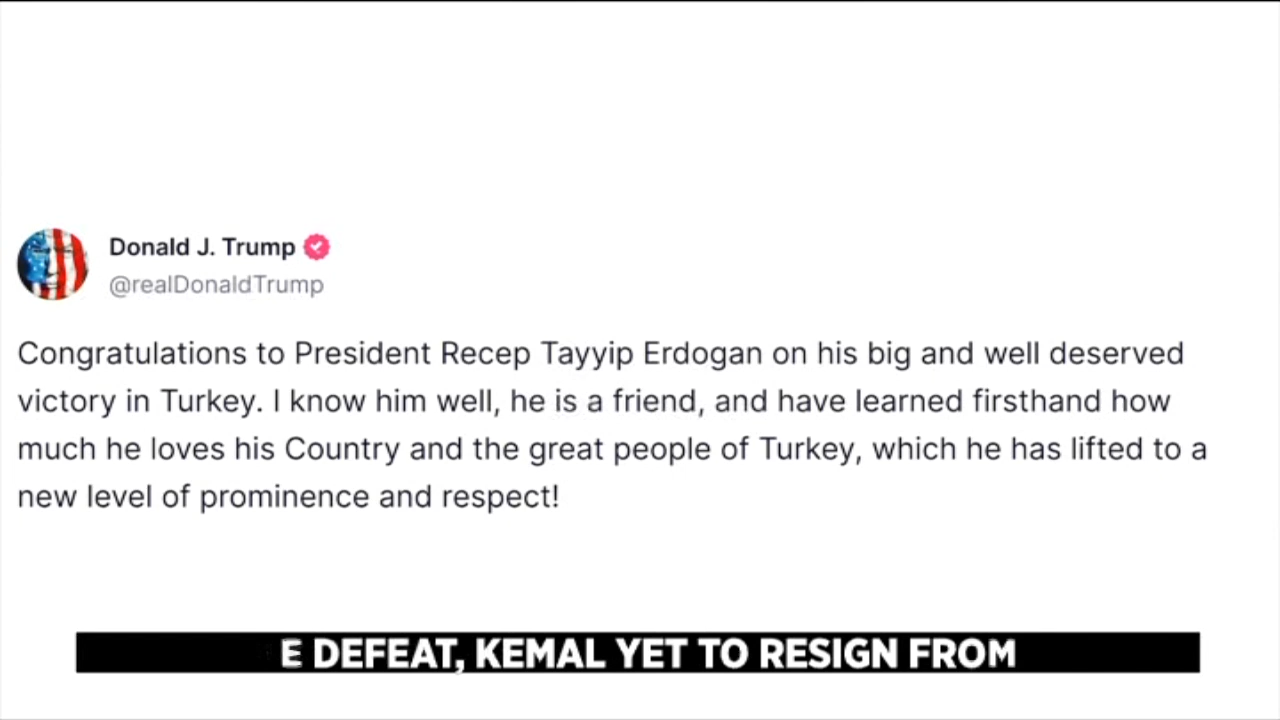 Donald J. Trump
@realDonaldTrump
Congratulations to President Recep Tayyip Erdogan on his big and well deserved
victory in Turkey. I know him well, he is a friend, and have learned firsthand how
much he loves his Country and the great people of Turkey, which he has lifted to a
new level of prominence and respect!
E DEFEAT, KEMAL YET TO RESIGN FROM